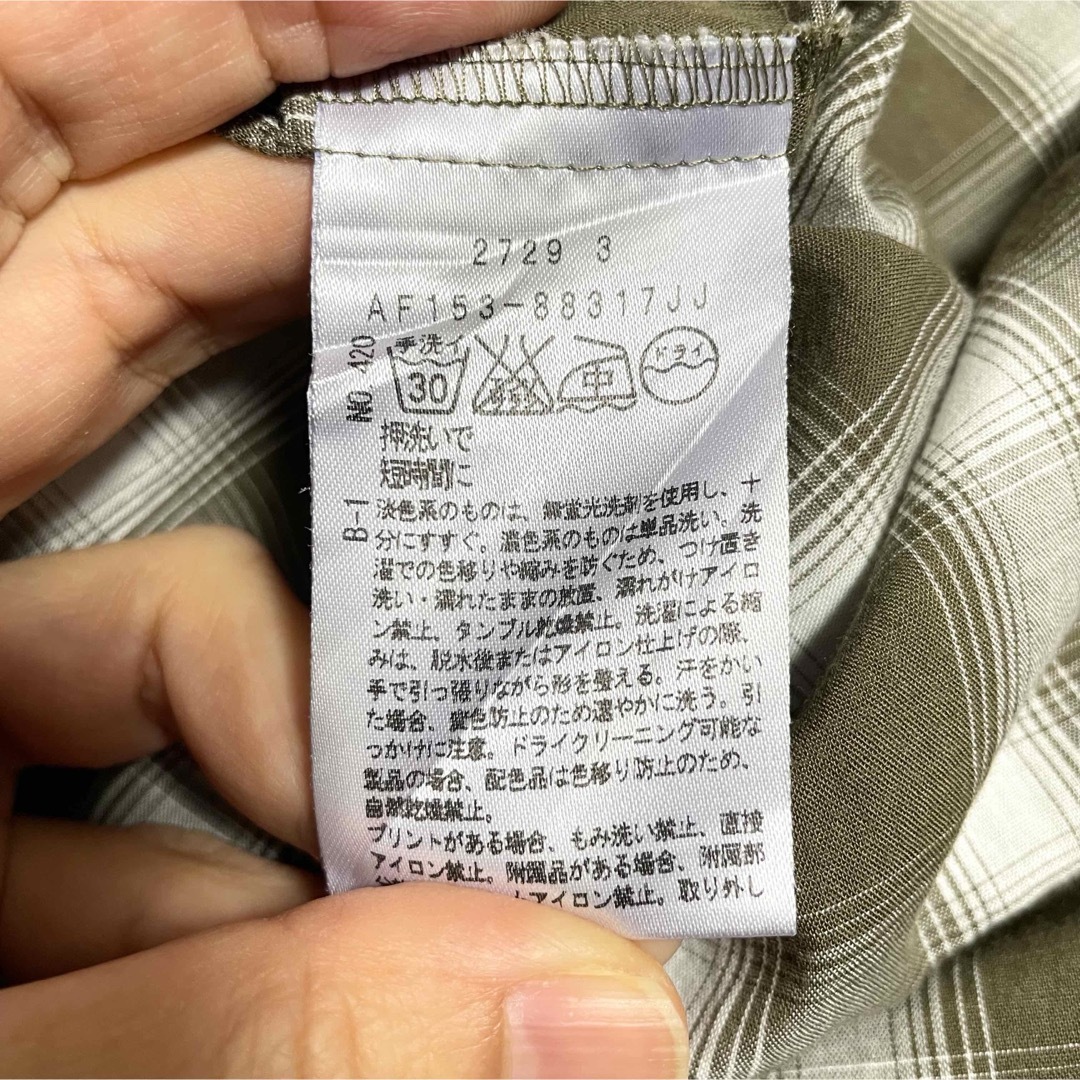 2729 3
AF153-88317JJ
NO 420
手洗イ
30
中
ドライ
押洗いで
短時間に
B-1
淡色系のものは、無蛍光洗剤を使用し、十
分にすすぐ。濃色系のものは単品洗い。洗
濯での色移りや縮みを防ぐため、つけ置き
洗い・濡れたままの放置、濡れがけアイロ
ン禁止、タンブル乾燥禁止。洗濯による縮
みは、脱水後またはアイロン仕上げの際、
手で引っ張りながら形を整える。汗をかい
た場合、変色防止のため速やかに洗う。引
っかけに注意。ドライクリーニング可能な
製品の場合、配色品は色移り防止のため、
自然乾燥禁止。
プリントがある場合、もみ洗い禁止、直接
アイロン禁止。附属品がある場合、附属部
アイロン禁止。取り外し